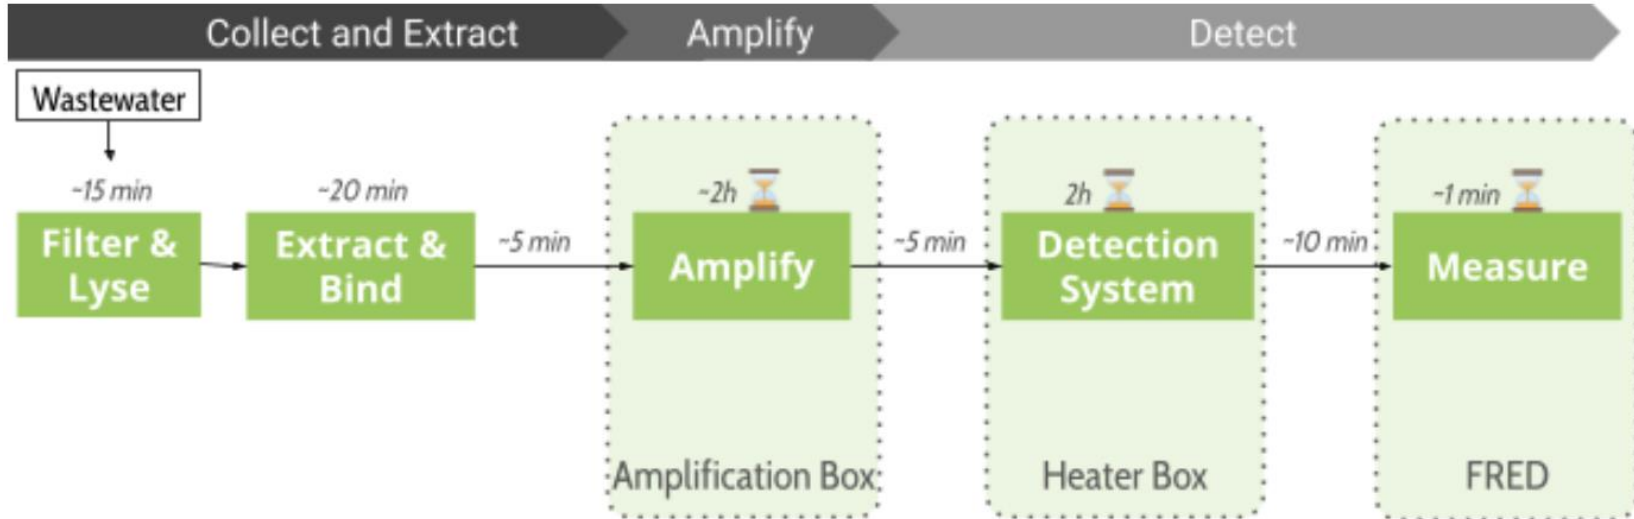 Collect and Extract
Amplify
Detect
Wastewater
~15 min
~20 min
~2h
2h
~1 min
Filter &
Lyse
Extract &
Bind
~5 min
Amplify
~5 min
Detection
System
~10 min
Measure
Amplification Box
Heater Box
FRED